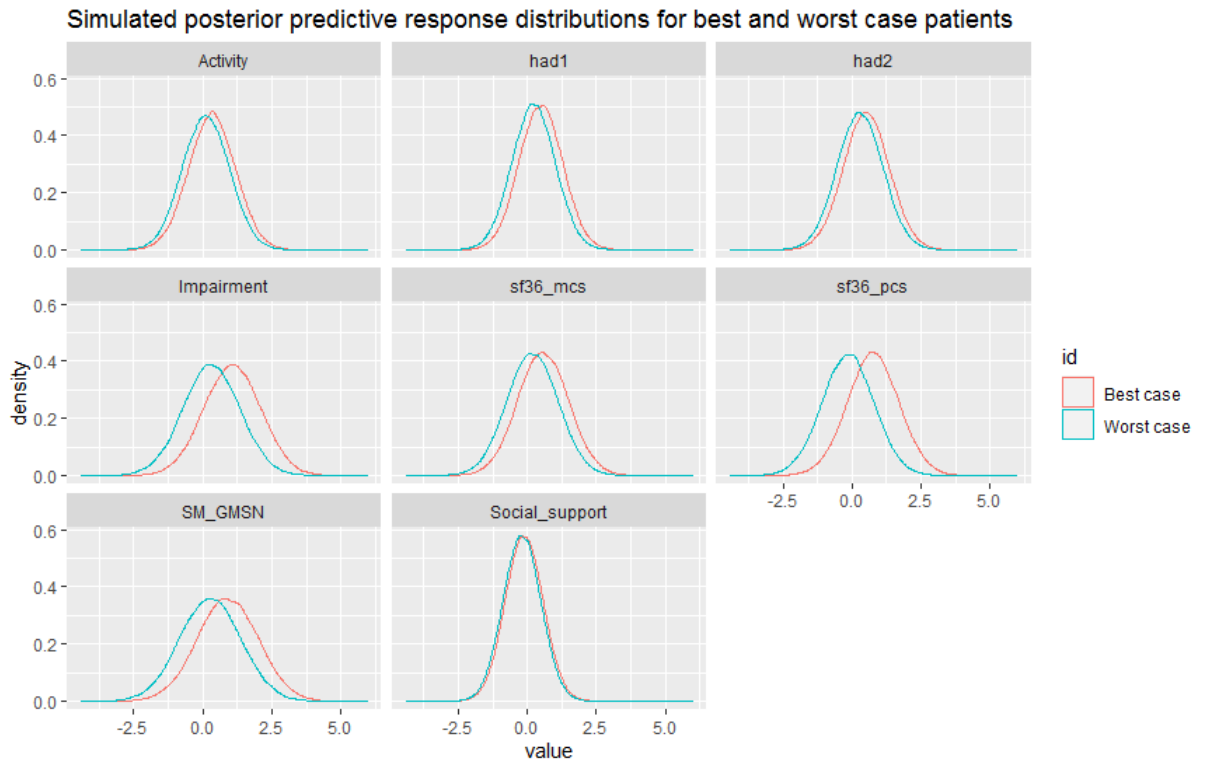 Simulated posterior predictive response distributions for best and worst case patients
Activity
had1
had2
0.6
0.4
0.2
0.0
Impairment
sf36_mcs
sf36_pcs
0.6
0.4
0.2
0.0
-2.5 0.0 2.5 5.0
SM_GMSN
Social_support
0.6
0.4
0.2
0.0
-2.5 0.0 2.5 5.0
-2.5 0.0 2.5 5.0
density
value
id
Best case
Worst case